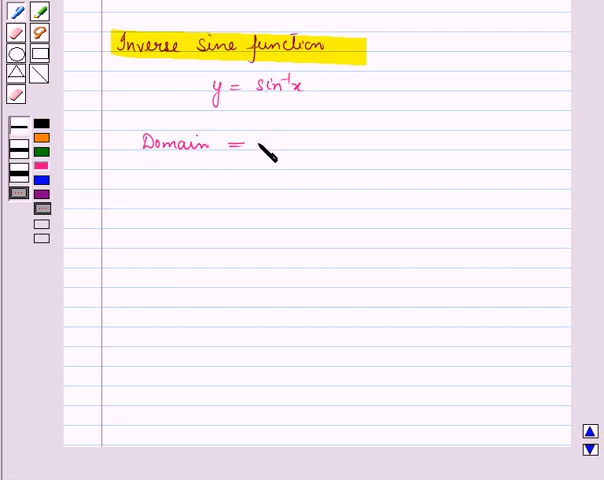 Inverse sine function
y = sin⁻¹x
Domain =